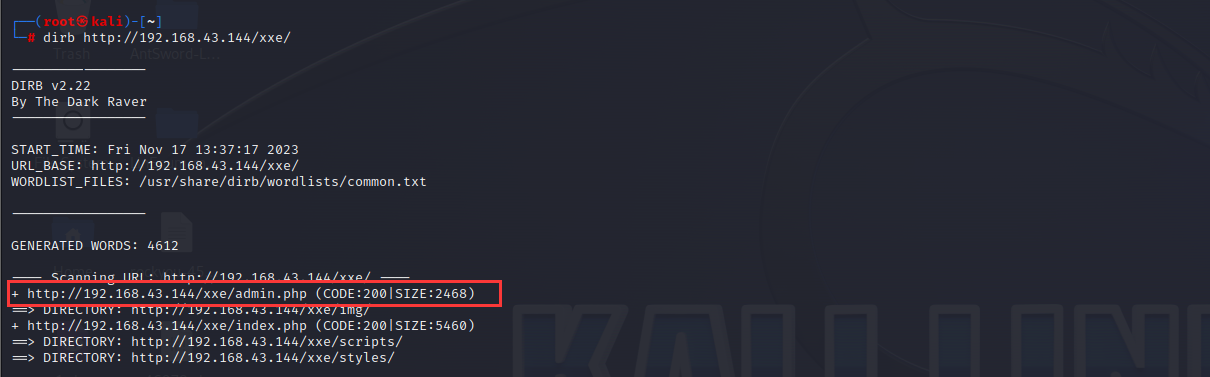 ┌──(root㉿kali)-[~]
└─# dirb http://192.168.43.144/xxe/
Trash AntSword-L...
-----------------
DIRB v2.22
By The Dark Raver
-----------------
START_TIME: Fri Nov 17 13:37:17 2023
URL_BASE: http://192.168.43.144/xxe/
WORDLIST_FILES: /usr/share/dirb/wordlists/common.txt
-----------------
GENERATED WORDS: 4612
---- Scanning URL: http://192.168.43.144/xxe/ ----
+ http://192.168.43.144/xxe/admin.php (CODE:200|SIZE:2468)
==> DIRECTORY: http://192.168.43.144/xxe/img/
+ http://192.168.43.144/xxe/index.php (CODE:200|SIZE:5460)
==> DIRECTORY: http://192.168.43.144/xxe/scripts/
==> DIRECTORY: http://192.168.43.144/xxe/styles/
KALI LIN